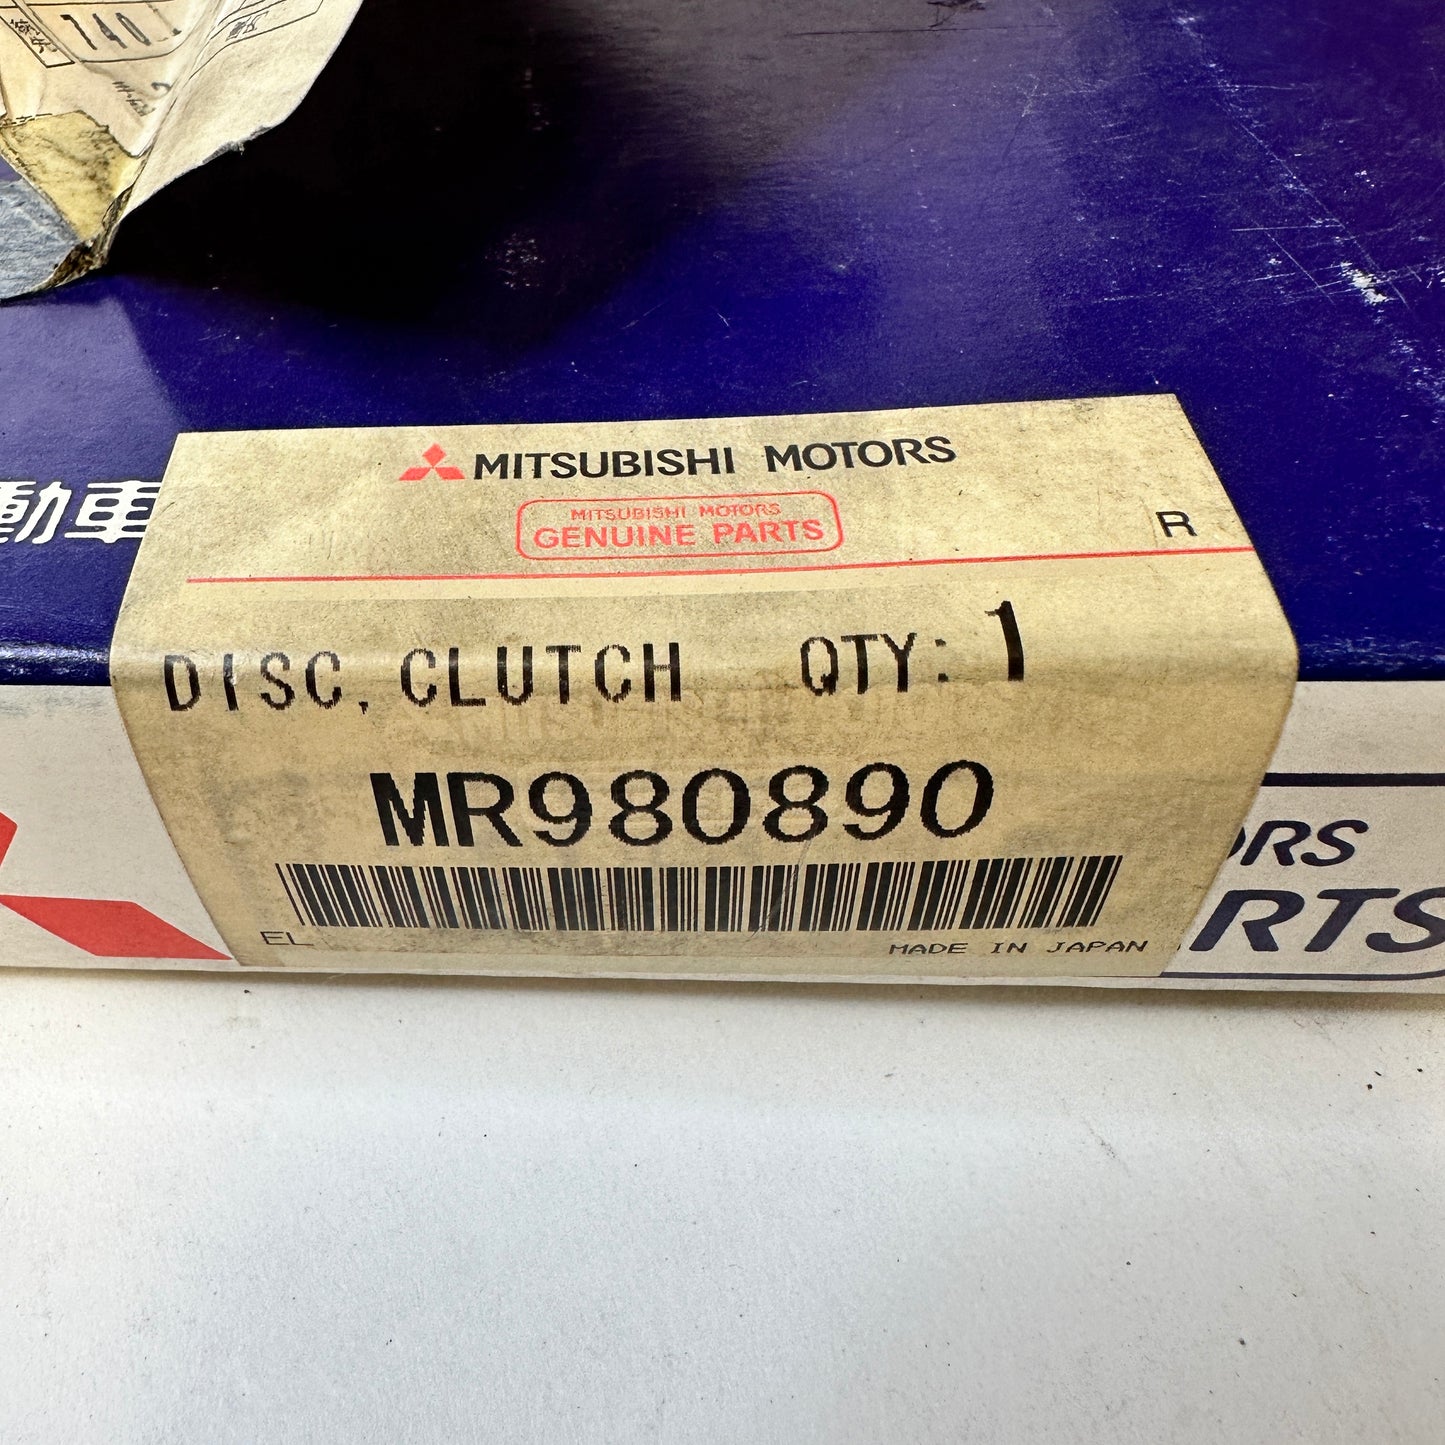 740
動車
MITSUBISHI MOTORS
MITSUBISHI MOTORS
GENUINE PARTS
R
DISC, CLUTCH QTY: 1
MR980890
EL
MADE IN JAPAN
ORS
RTS